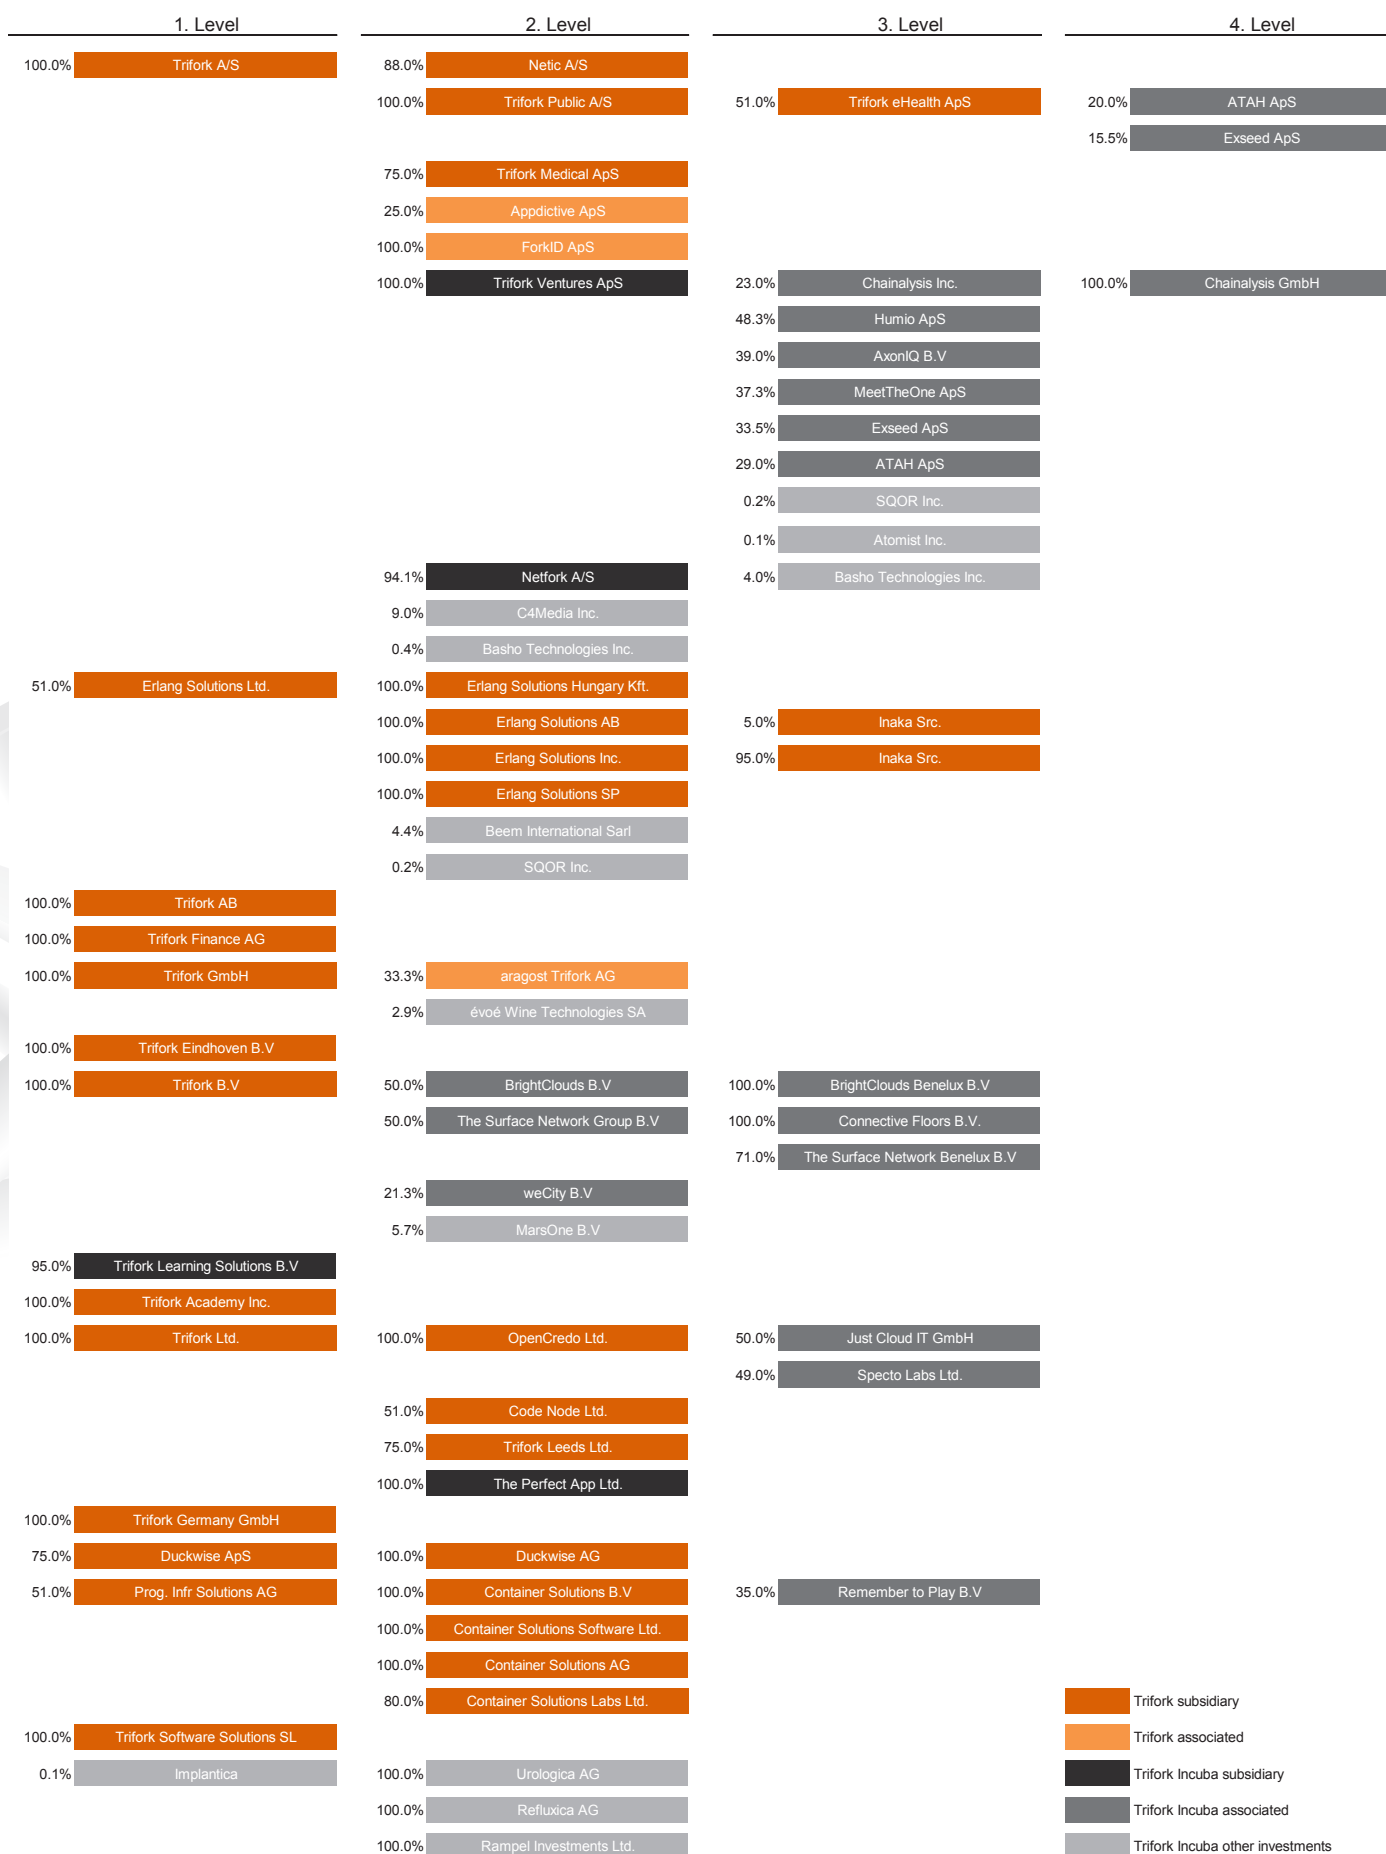 1. Level 2. Level 3. Level 4. Level
100.0% Trifork A/S 88.0% Netic A/S
100.0% Trifork Public A/S 51.0% Trifork eHealth ApS 20.0% ATAH ApS
15.5% Exseed ApS
75.0% Trifork Medical ApS
25.0% Appdictive ApS
100.0% ForkID ApS
100.0% Trifork Ventures ApS 23.0% Chainalysis Inc. 100.0% Chainalysis GmbH
48.3% Humio ApS
39.0% AxonIQ B.V
37.3% MeetTheOne ApS
33.5% Exseed ApS
29.0% ATAH ApS
0.2% SQOR Inc.
0.1% Atomist Inc.
94.1% Netfork A/S 4.0% Basho Technologies Inc.
9.0% C4Media Inc.
0.4% Basho Technologies Inc.
51.0% Erlang Solutions Ltd. 100.0% Erlang Solutions Hungary Kft.
100.0% Erlang Solutions AB 5.0% Inaka Src.
100.0% Erlang Solutions Inc. 95.0% Inaka Src.
100.0% Erlang Solutions SP
4.4% Beem International Sarl
0.2% SQOR Inc.
100.0% Trifork AB
100.0% Trifork Finance AG
100.0% Trifork GmbH 33.3% aragost Trifork AG
2.9% évoé Wine Technologies SA
100.0% Trifork Eindhoven B.V
100.0% Trifork B.V 50.0% BrightClouds B.V 100.0% BrightClouds Benelux B.V
50.0% The Surface Network Group B.V 100.0% Connective Floors B.V.
71.0% The Surface Network Benelux B.V
21.3% weCity B.V
5.7% MarsOne B.V
95.0% Trifork Learning Solutions B.V
100.0% Trifork Academy Inc.
100.0% Trifork Ltd. 100.0% OpenCredo Ltd. 50.0% Just Cloud IT GmbH
49.0% Specto Labs Ltd.
51.0% Code Node Ltd.
75.0% Trifork Leeds Ltd.
100.0% The Perfect App Ltd.
100.0% Trifork Germany GmbH
75.0% Duckwise ApS 100.0% Duckwise AG
51.0% Prog. Infr Solutions AG 100.0% Container Solutions B.V 35.0% Remember to Play B.V
100.0% Container Solutions Software Ltd.
100.0% Container Solutions AG
80.0% Container Solutions Labs Ltd. Trifork subsidiary
100.0% Trifork Software Solutions SL Trifork associated
0.1% Implantica 100.0% Urologica AG Trifork Incuba subsidiary
100.0% Refluxica AG Trifork Incuba associated
100.0% Rampel Investments Ltd. Trifork Incuba other investments